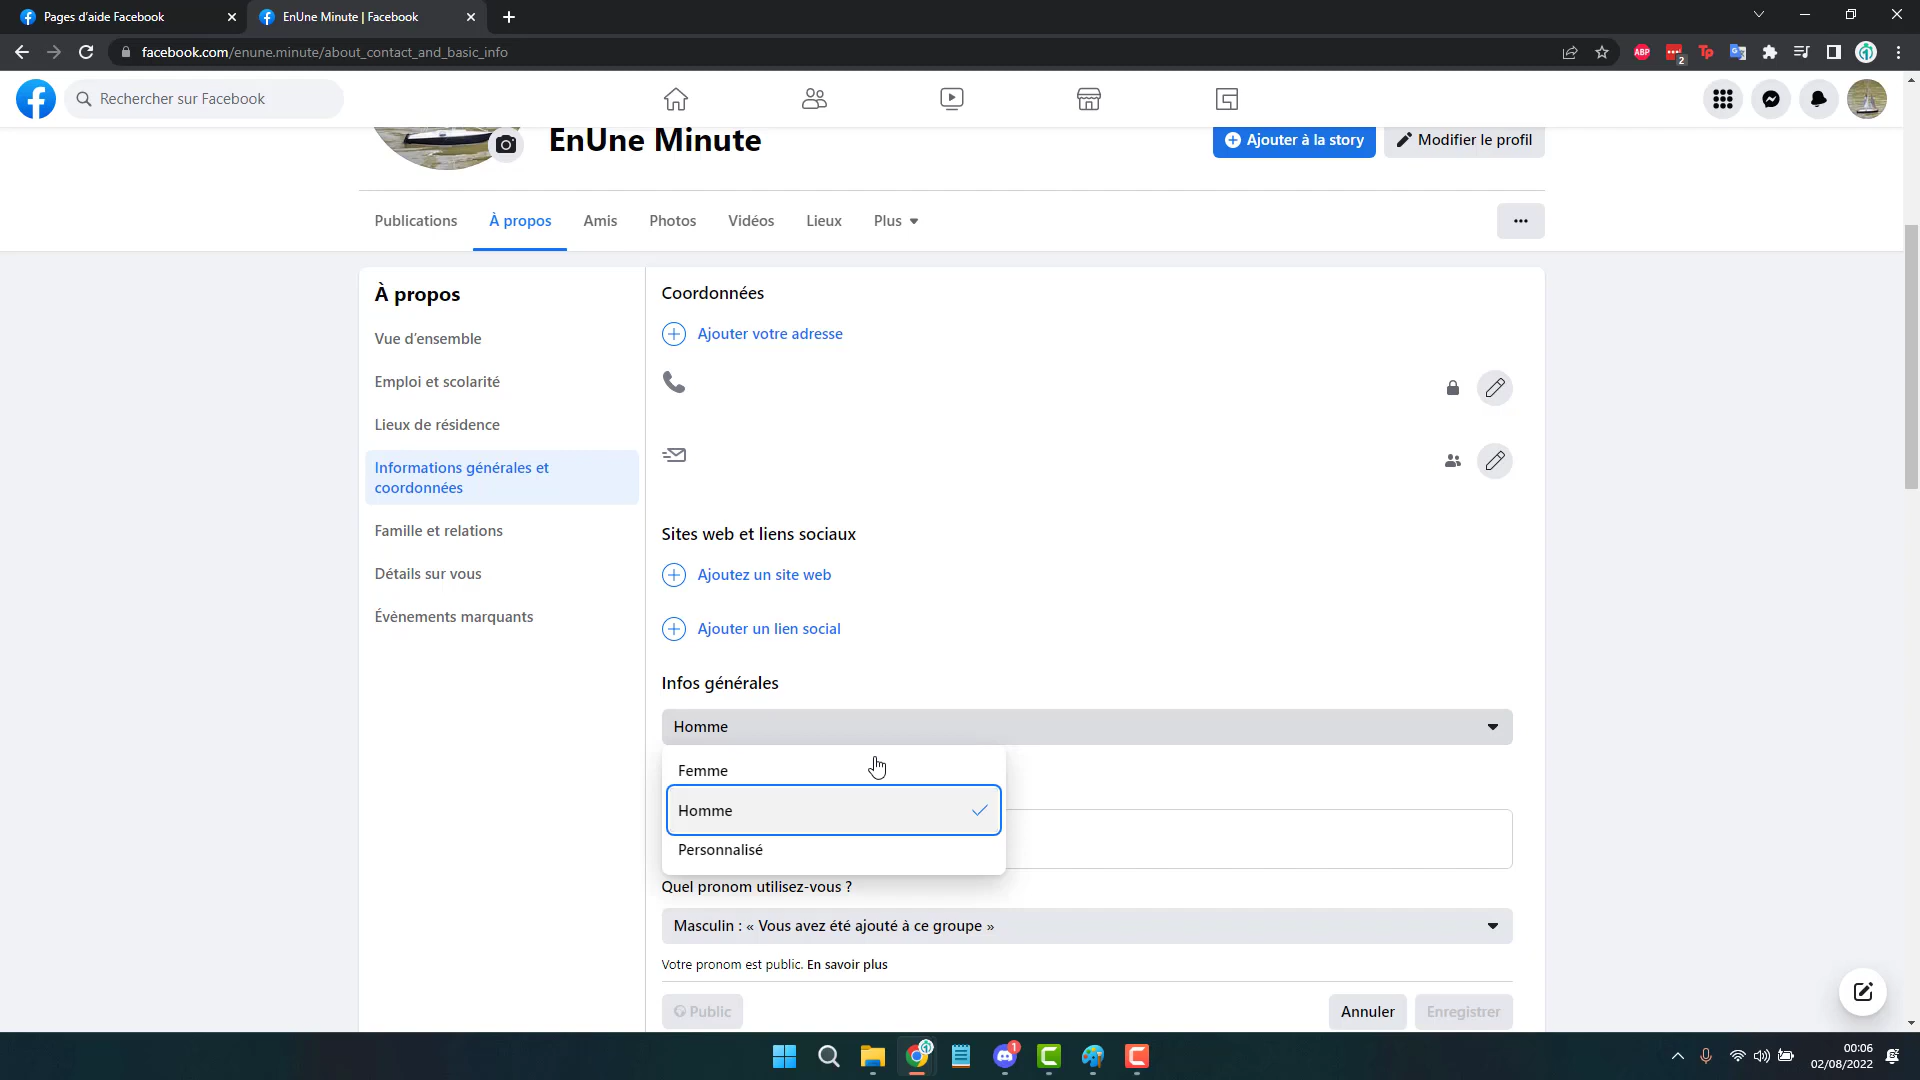 Pages d'aide Facebook
EnUne Minute | Facebook
facebook.com/enune.minute/about_contact_and_basic_info
ABP
2
Tp
Rechercher sur Facebook
EnUne Minute
Ajouter à la story
Modifier le profil
Publications
À propos
Amis
Photos
Vidéos
Lieux
Plus
À propos
Vue d'ensemble
Emploi et scolarité
Lieux de résidence
Informations générales et
coordonnées
Famille et relations
Détails sur vous
Évènements marquants
Coordonnées
Ajouter votre adresse
Sites web et liens sociaux
Ajoutez un site web
Ajouter un lien social
Infos générales
Homme
Femme
Homme
Personnalisé
Quel pronom utilisez-vous ?
Masculin : « Vous avez été ajouté à ce groupe »
Votre pronom est public. En savoir plus
Public
Annuler
Enregistrer
1
00:06
02/08/2022